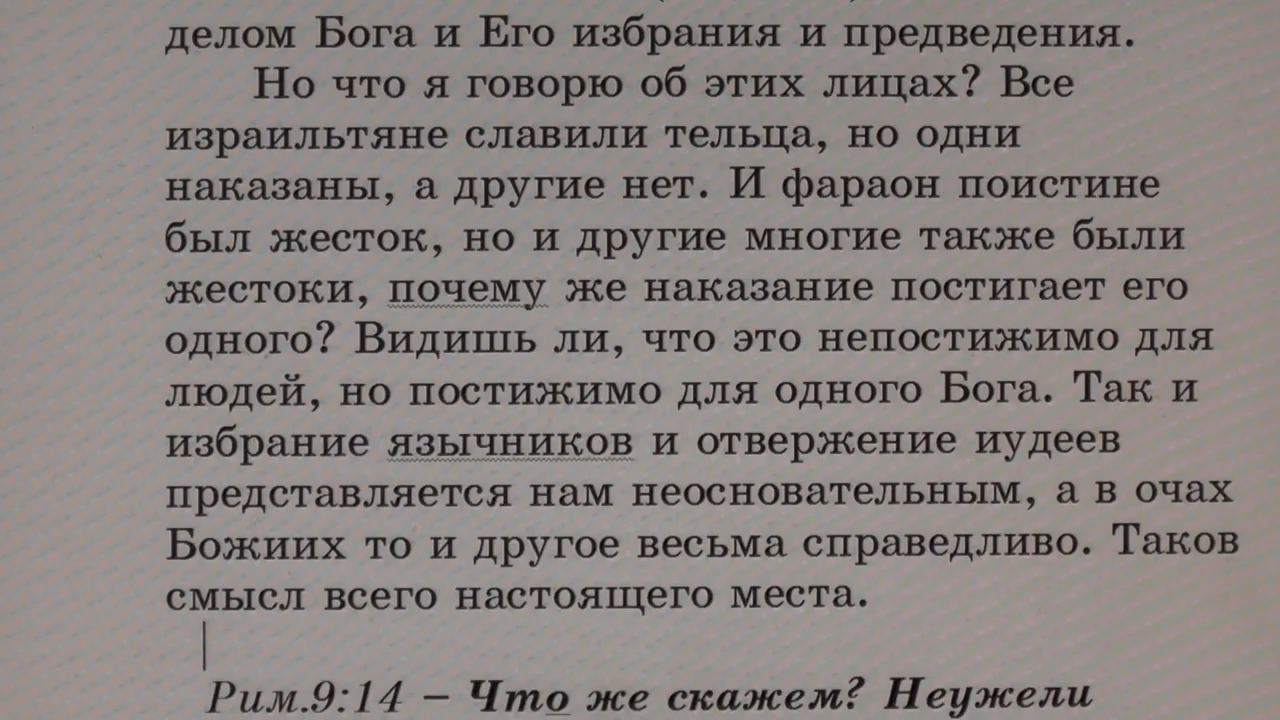 делом Бога и Его избрания и предведения.
Но что я говорю об этих лицах? Все
израильтяне славили тельца, но одни
наказаны, а другие нет. И фараон поистине
был жесток, но и другие многие также были
жестоки, почему же наказание постигает его
одного? Видишь ли, что это непостижимо для
людей, но постижимо для одного Бога. Так и
избрание язычников и отвержение иудеев
представляется нам неосновательным, а в очах
Божиих то и другое весьма справедливо. Таков
смысл всего настоящего места.
Рим.9:14 – Что же скажем? Неужели